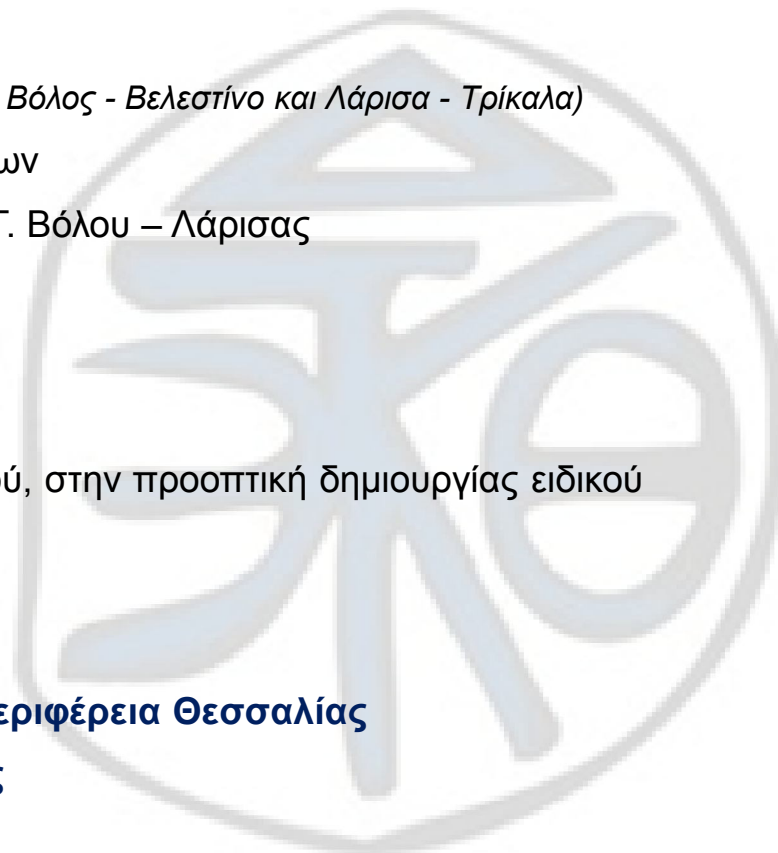 Βόλος - Βελεστίνο και Λάρισα - Τρίκαλα)
ων
Γ. Βόλου – Λάρισας
ού, στην προοπτική δημιουργίας ειδικού
εριφέρεια Θεσσαλίας
ς